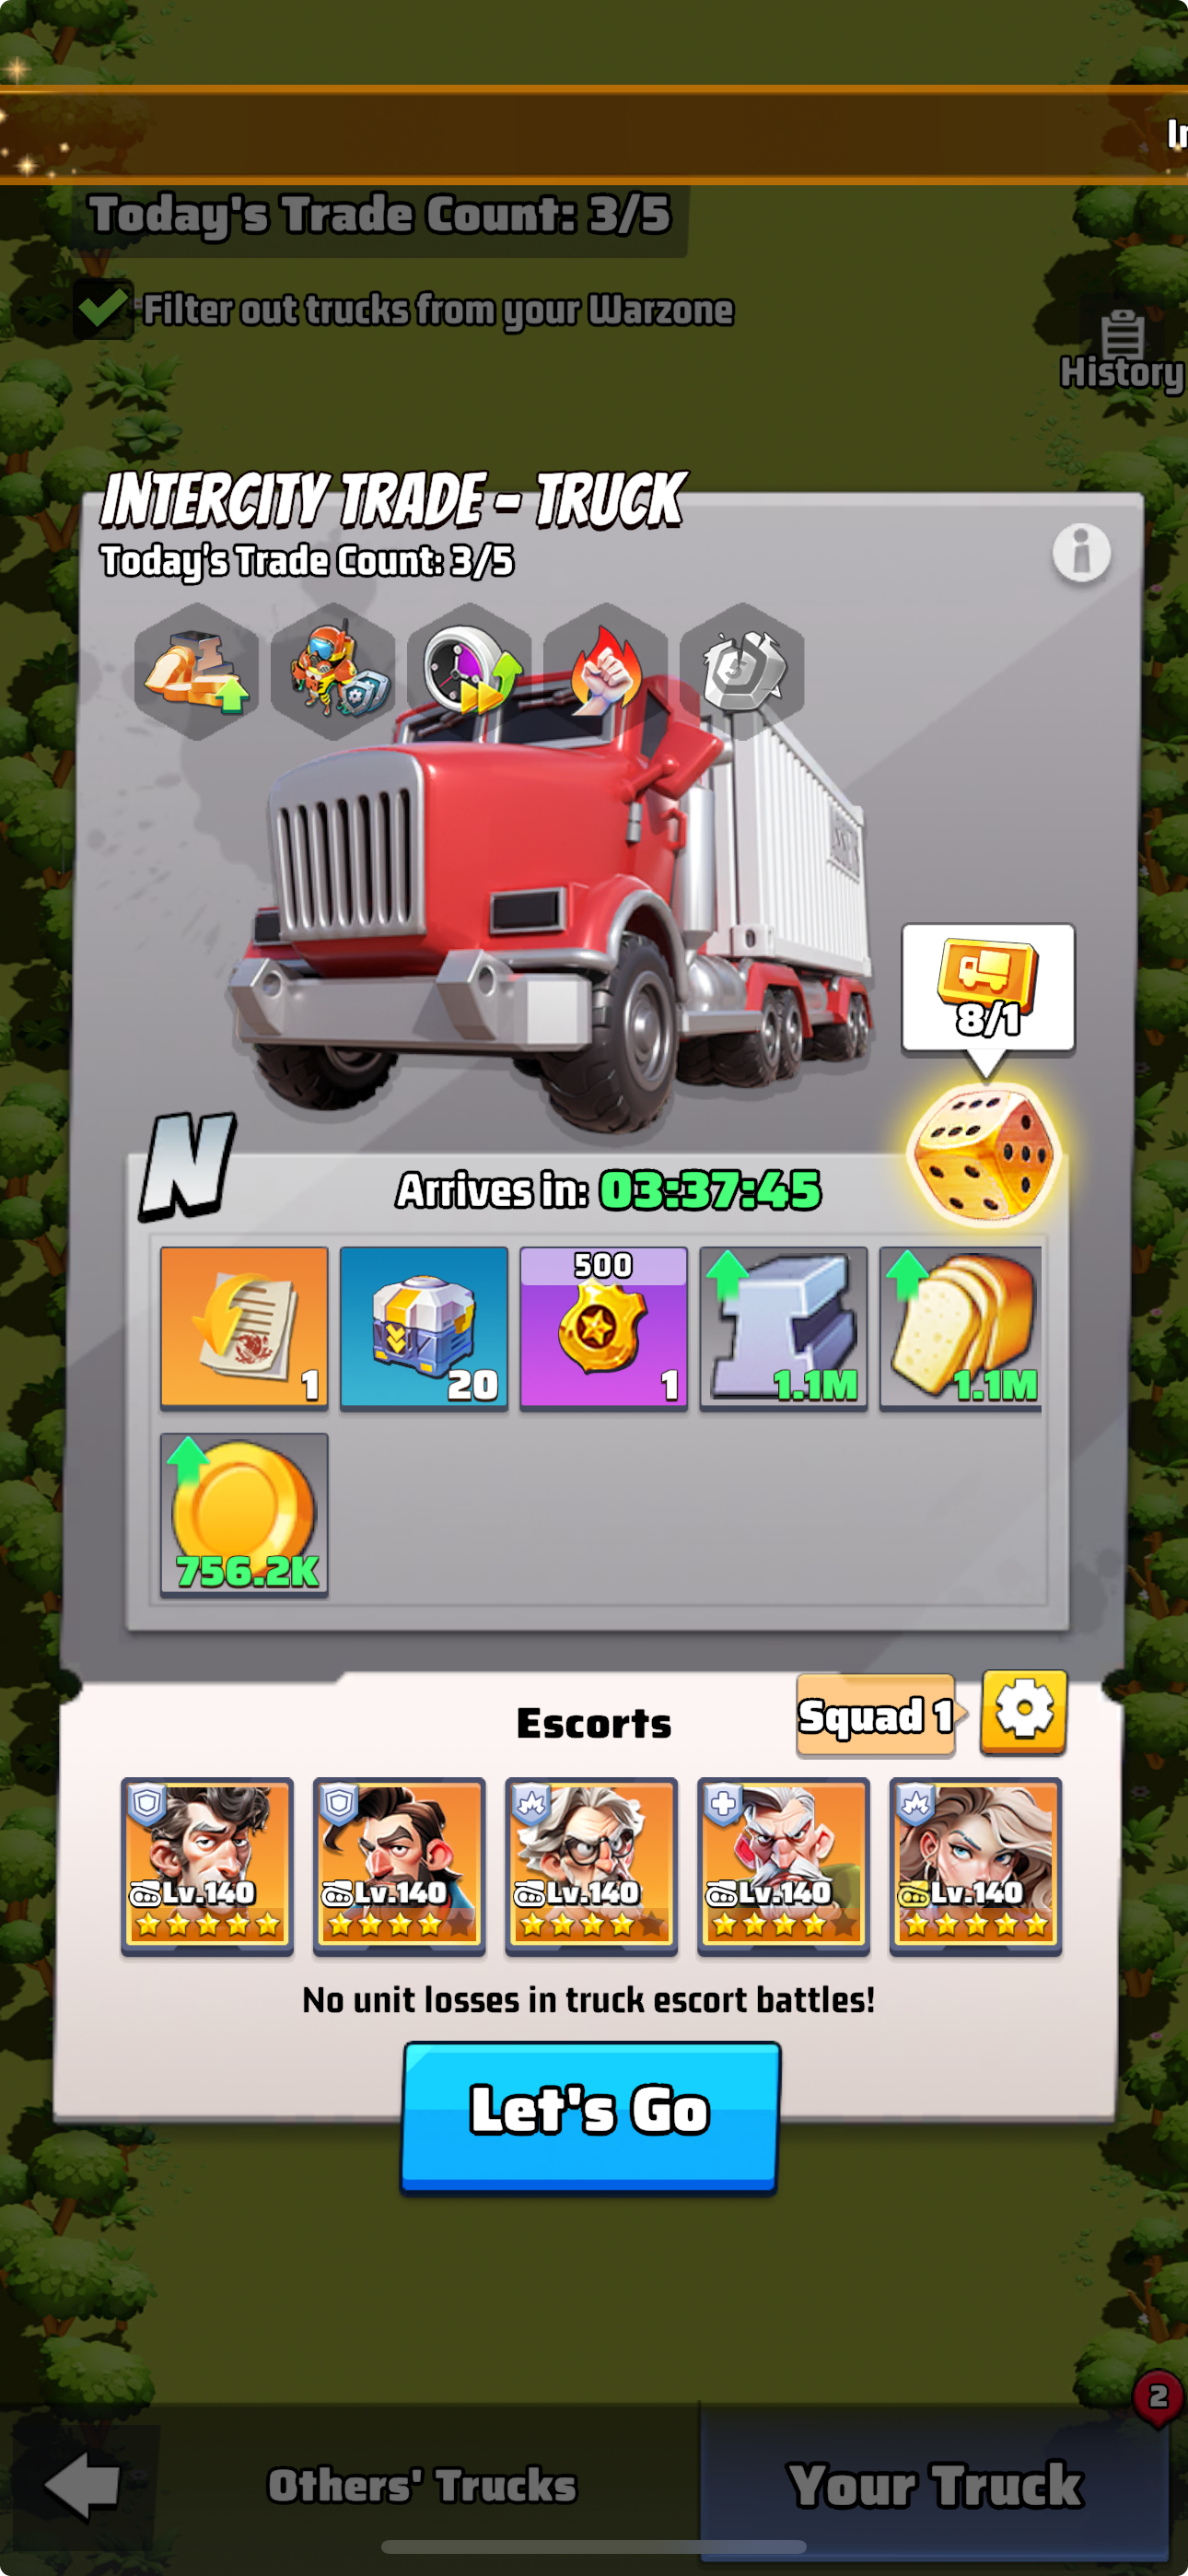 Today's Trade Count: 3/5
Filter out trucks from your Warzone
History
INTERCITY TRADE - TRUCK
Today's Trade Count: 3/5
8/1
N
Arrives in: 03:37:45
1
20
500
1
1.1M
1.1M
756.2K
Escorts
Squad 1
Lv.140
Lv.140
Lv.140
Lv.140
Lv.140
No unit losses in truck escort battles!
Let's Go
2
Others' Trucks
Your Truck